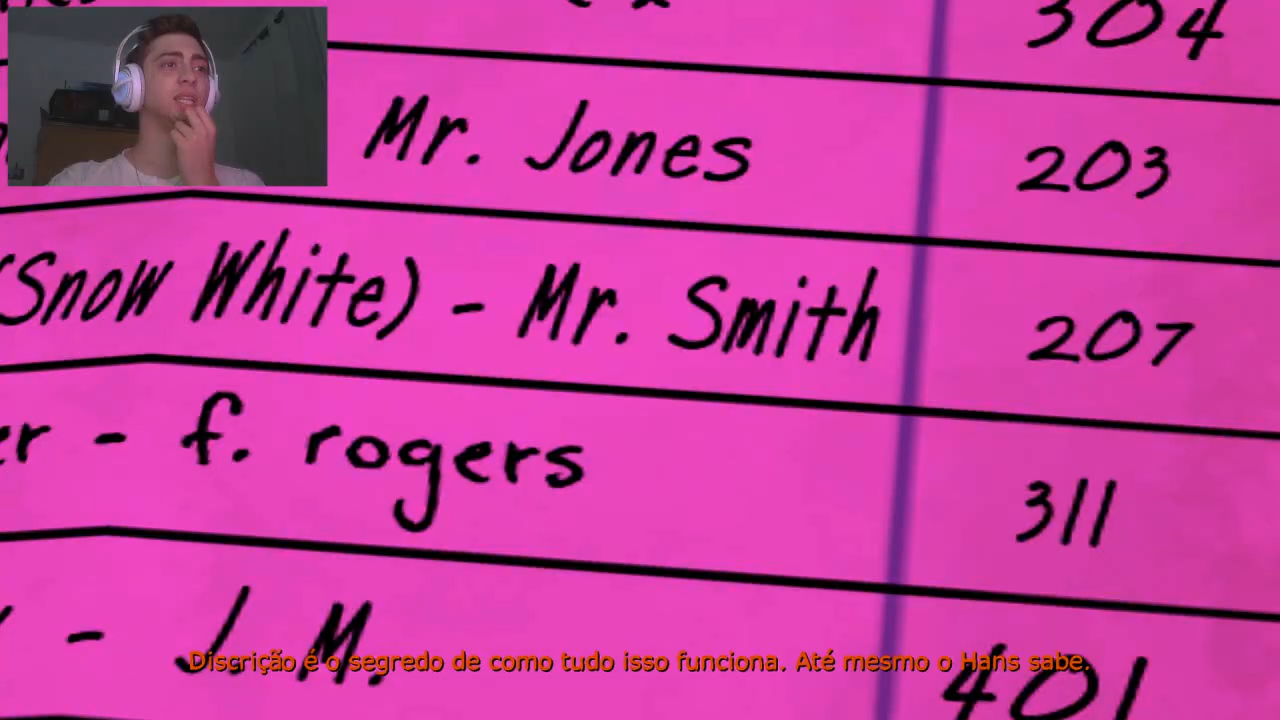 304
Mr. Jones 203
(Snow White) - Mr. Smith 207
er - f. rogers 311
- J. M. 401
Discrição é o segredo de como tudo isso funciona. Até mesmo o Hans sabe.